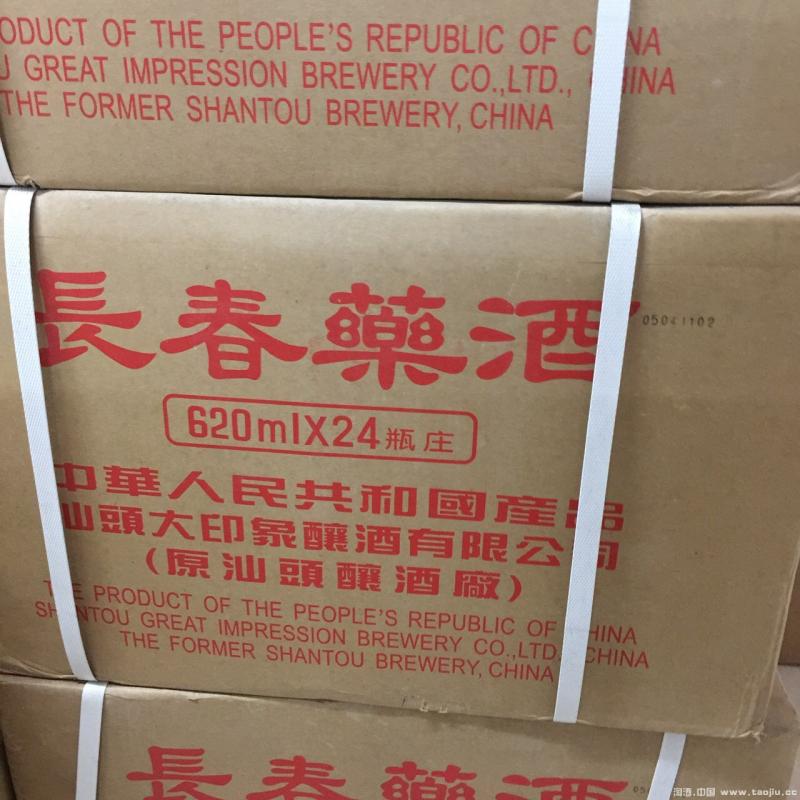 ODUCT OF THE PEOPLE'S REPUBLIC OF C NA
U GREAT IMPRESSION BREWERY CO.,LTD., INA
THE FORMER SHANTOU BREWERY, CHINA
長春藥酒
05041102
620mlX24瓶庄
中華人民共和國產品
汕頭大印象釀酒有限公司
(原汕頭釀酒廠)
THE PRODUCT OF THE PEOPLE'S REPUBLIC OF CHINA
SHANTOU GREAT IMPRESSION BREWERY CO.,LTD. CHINA
THE FORMER SHANTOU BREWERY, CHINA
長春藥酒
淘酒.中国 www.taojiu.cc